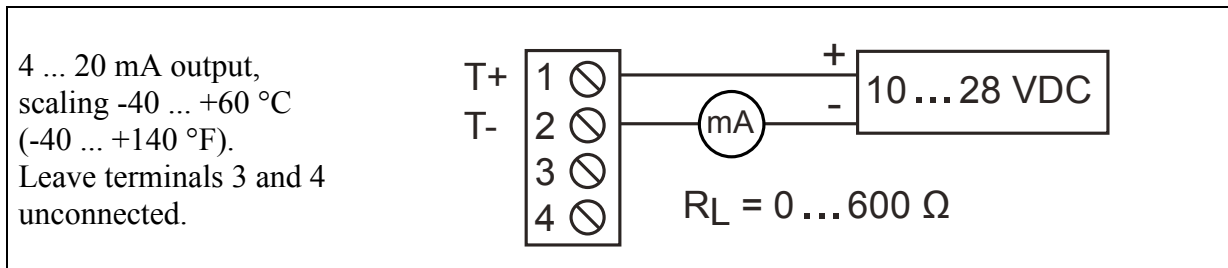 4 ... 20 mA output,
scaling -40 ... +60 °C
(-40 ... +140 °F).
Leave terminals 3 and 4
unconnected.
T+ 1
T- 2
3
4
+
-
mA
10 ... 28 VDC
RL = 0 ... 600 Ω